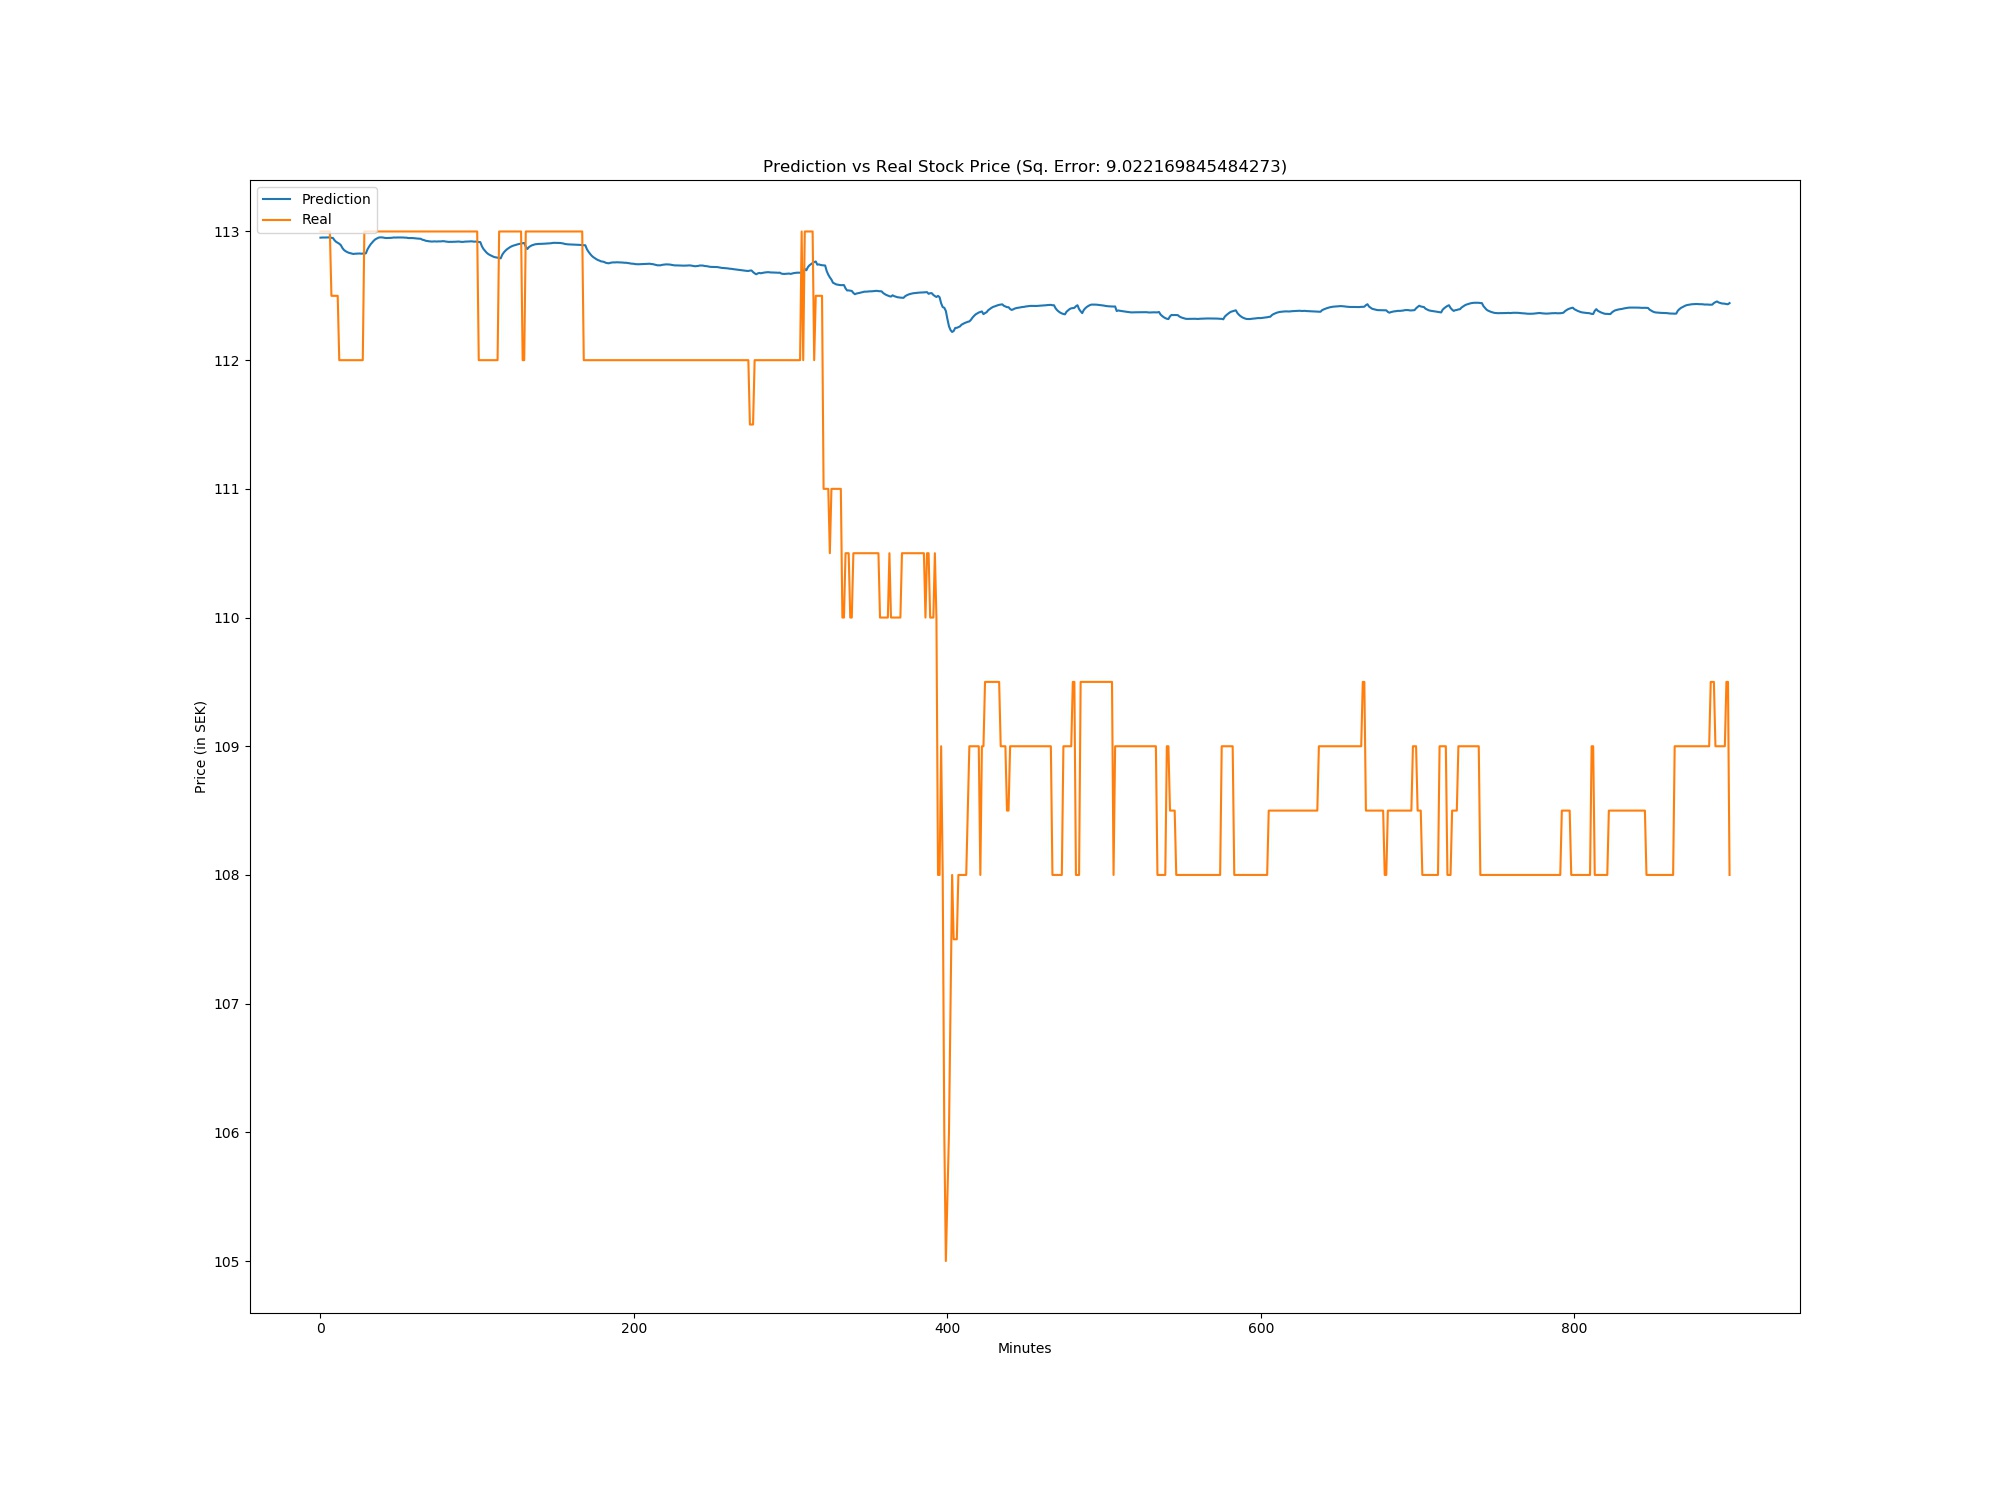 Prediction vs Real Stock Price (Sq. Error: 9.022169845484273)
Prediction
Real
113
112
111
110
109
108
107
106
105
Price (in SEK)
0 200 400 600 800
Minutes